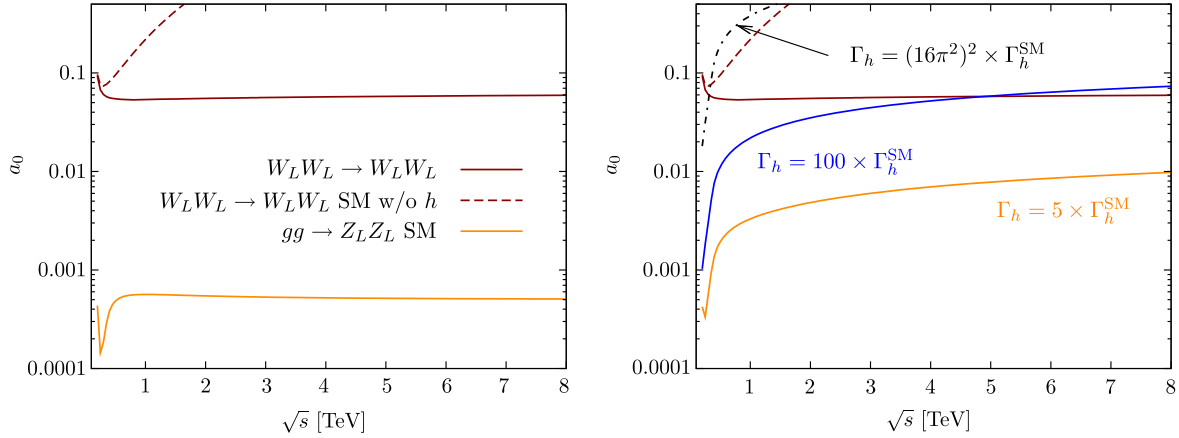 a₀
0.1
0.01
0.001
0.0001
W_L W_L → W_L W_L
W_L W_L → W_L W_L SM w/o h
gg → Z_L Z_L SM
1 2 3 4 5 6 7 8
√s [TeV]
a₀
0.1
0.01
0.001
0.0001
Γ_h = (16π²)² × Γ_h^SM
Γ_h = 100 × Γ_h^SM
Γ_h = 5 × Γ_h^SM
1 2 3 4 5 6 7 8
√s [TeV]